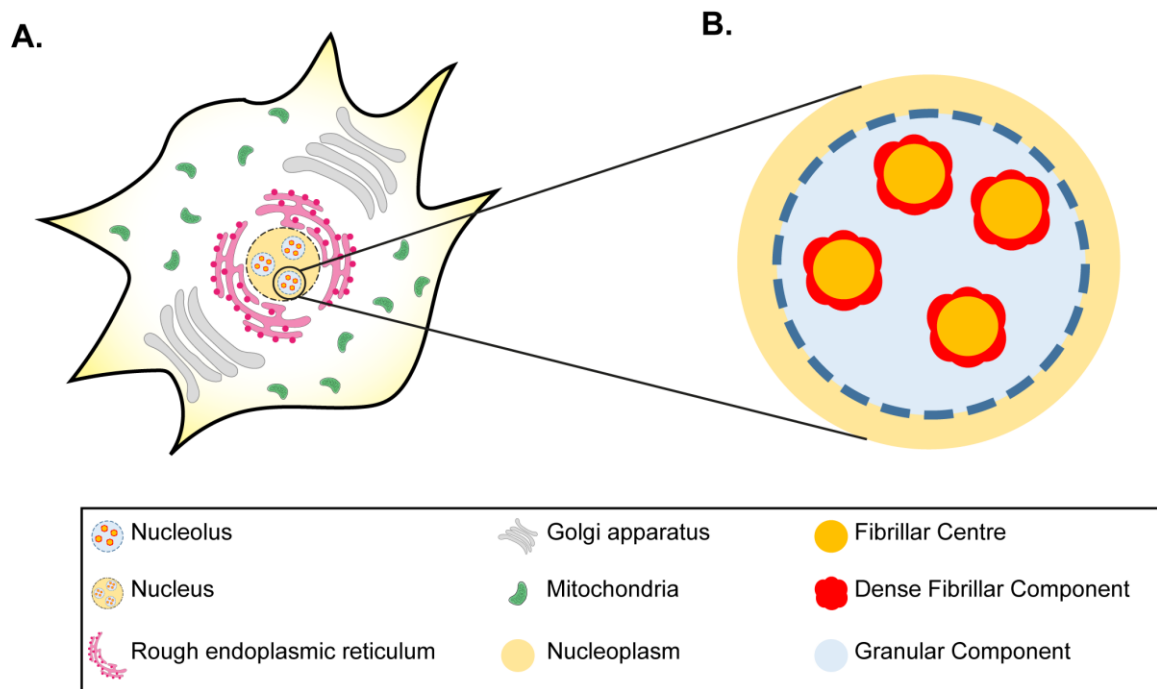 A.
B.
Nucleolus
Golgi apparatus
Fibrillar Centre
Nucleus
Mitochondria
Dense Fibrillar Component
Rough endoplasmic reticulum
Nucleoplasm
Granular Component